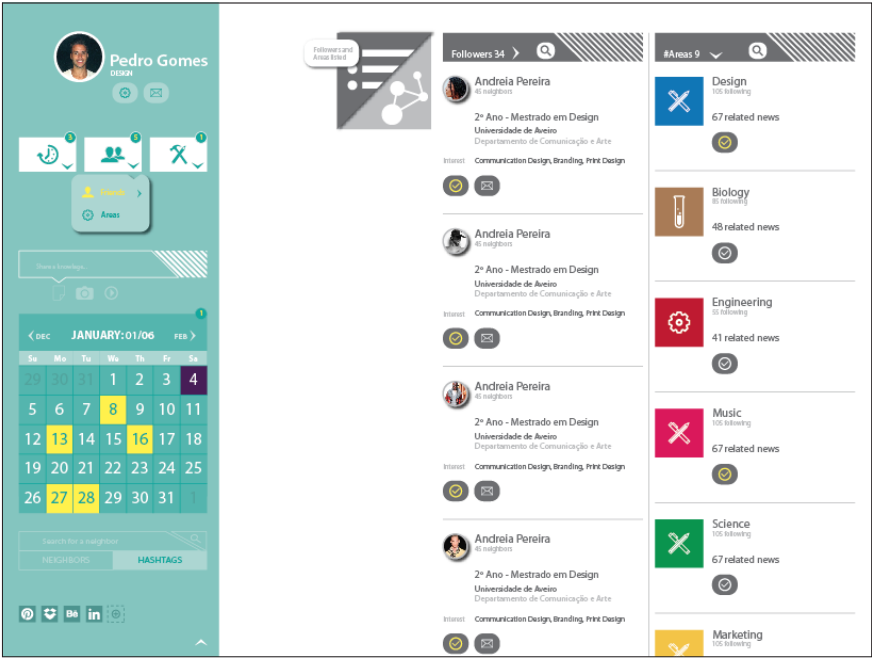 Pedro Gomes
DESIGN
3
5
1
Friends
Areas
Share knowledge...
1
DEC JANUARY:01/06 FEB
Su Mo Tu We Th Fr Sa
29 30 31 1 2 3 4
5 6 7 8 9 10 11
12 13 14 15 16 17 18
19 20 21 22 23 24 25
26 27 28 29 30 31 1
Search for a neighbor
NEIGHBORS HASHTAGS
Bē in
Followers and
Areas listed
Followers 34
Andreia Pereira
45 neighbors
2º Ano - Mestrado em Design
Universidade de Aveiro
Departamento de Comunicação e Arte
Interest Communication Design, Branding, Print Design
Andreia Pereira
45 neighbors
2º Ano - Mestrado em Design
Universidade de Aveiro
Departamento de Comunicação e Arte
Interest Communication Design, Branding, Print Design
Andreia Pereira
45 neighbors
2º Ano - Mestrado em Design
Universidade de Aveiro
Departamento de Comunicação e Arte
Interest Communication Design, Branding, Print Design
Andreia Pereira
45 neighbors
2º Ano - Mestrado em Design
Universidade de Aveiro
Departamento de Comunicação e Arte
Interest Communication Design, Branding, Print Design
#Areas 9
Design
105 following
67 related news
Biology
85 following
48 related news
Engineering
55 following
41 related news
Music
105 following
67 related news
Science
105 following
67 related news
Marketing
105 following